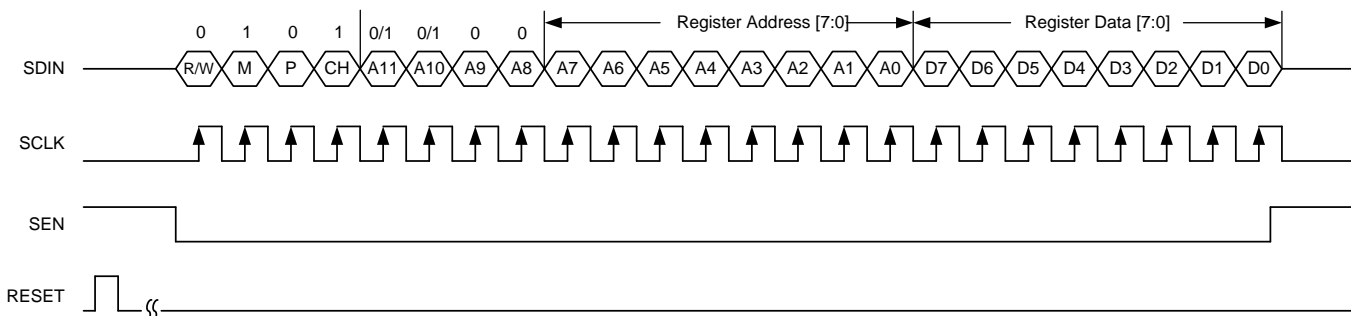 Register Address [7:0] Register Data [7:0]
0 1 0 1 0/1 0/1 0 0
SDIN R/W M P CH A11 A10 A9 A8 A7 A6 A5 A4 A3 A2 A1 A0 D7 D6 D5 D4 D3 D2 D1 D0
SCLK
SEN
RESET